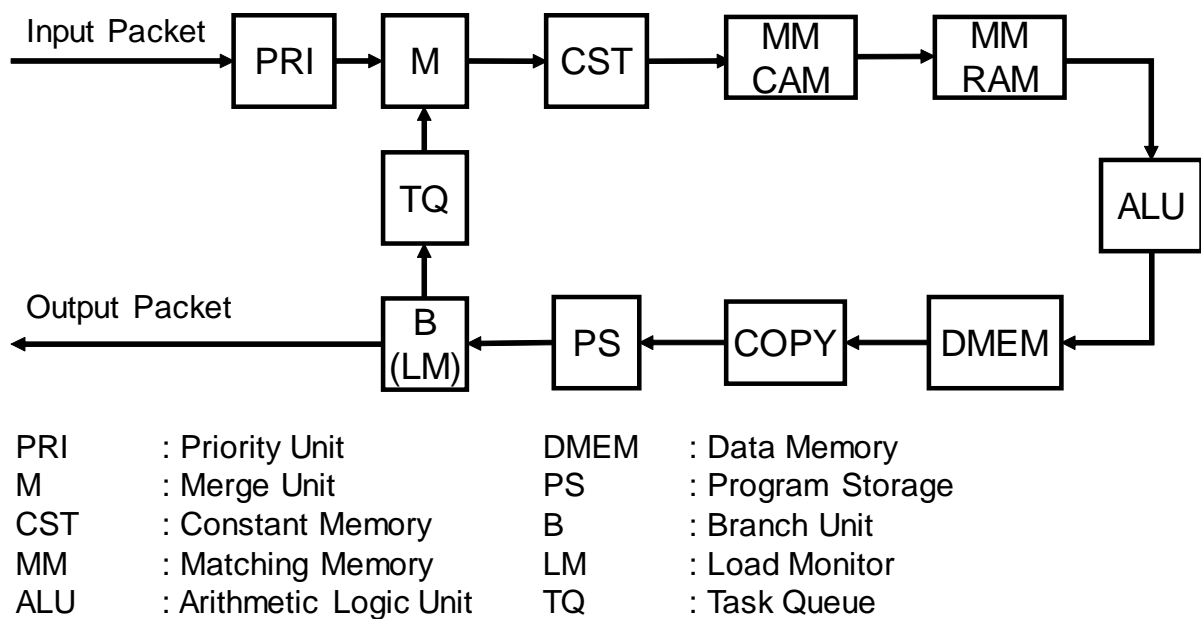 Input Packet
PRI
M
CST
MM
CAM
MM
RAM
TQ
ALU
Output Packet
B
(LM)
PS
COPY
DMEM
PRI : Priority Unit DMEM : Data Memory
M : Merge Unit PS : Program Storage
CST : Constant Memory B : Branch Unit
MM : Matching Memory LM : Load Monitor
ALU : Arithmetic Logic Unit TQ : Task Queue